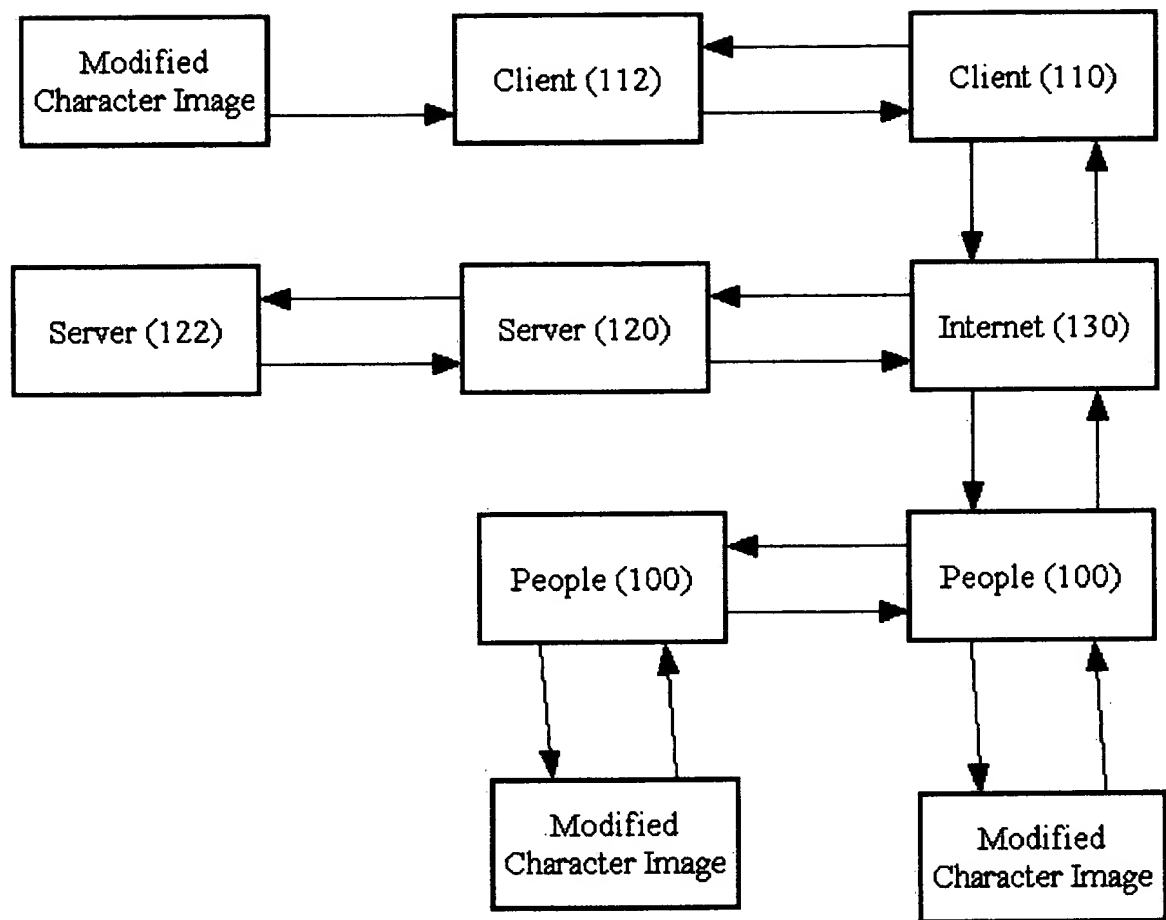 Modified
Character Image
Client (112)
Client (110)
Server (122)
Server (120)
Internet (130)
People (100)
People (100)
Modified
Character Image
Modified
Character Image